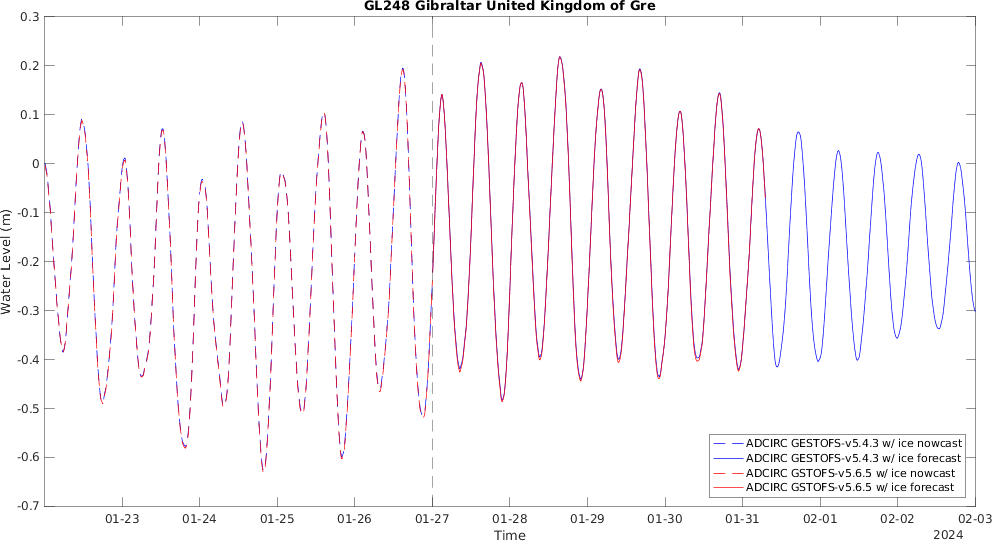 GL248 Gibraltar United Kingdom of Gre
0.3
0.2
0.1
0
-0.1
-0.2
-0.3
-0.4
-0.5
-0.6
-0.7
Water Level (m)
ADCIRC GESTOFS-v5.4.3 w/ ice nowcast
ADCIRC GESTOFS-v5.4.3 w/ ice forecast
ADCIRC GSTOFS-v5.6.5 w/ ice nowcast
ADCIRC GSTOFS-v5.6.5 w/ ice forecast
01-23 01-24 01-25 01-26 01-27 01-28 01-29 01-30 01-31 02-01 02-02 02-03
Time
2024